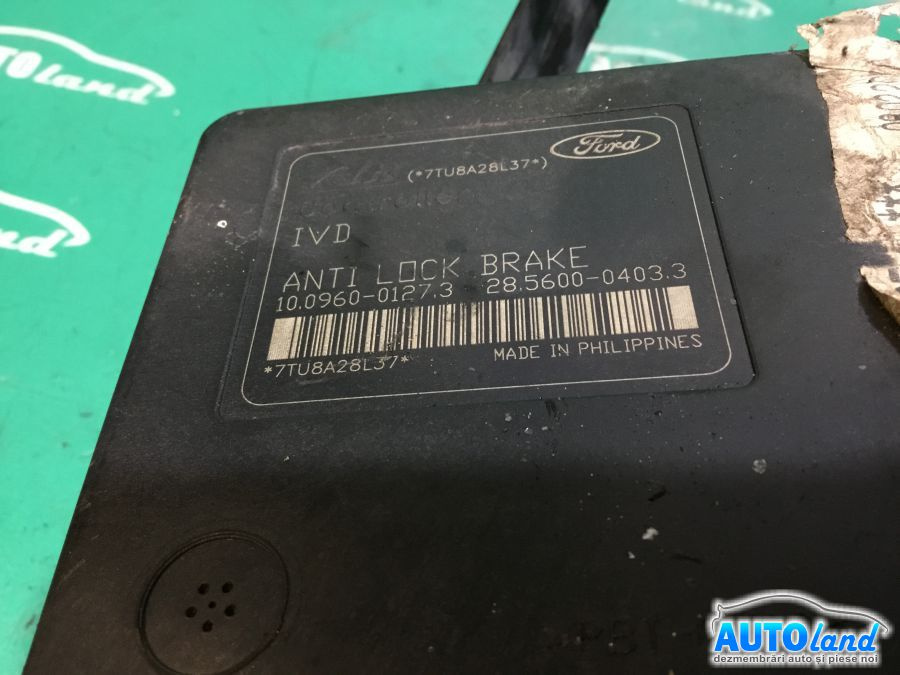 AUTOland
Ford
(*7TU8A28L37*)
IVD
ANTI LOCK BRAKE
10.0960-0127.3 28.5600-0403.3
*7TU8A28L37*
MADE IN PHILIPPINES
AUTOland
dezmembrări auto și piese noi